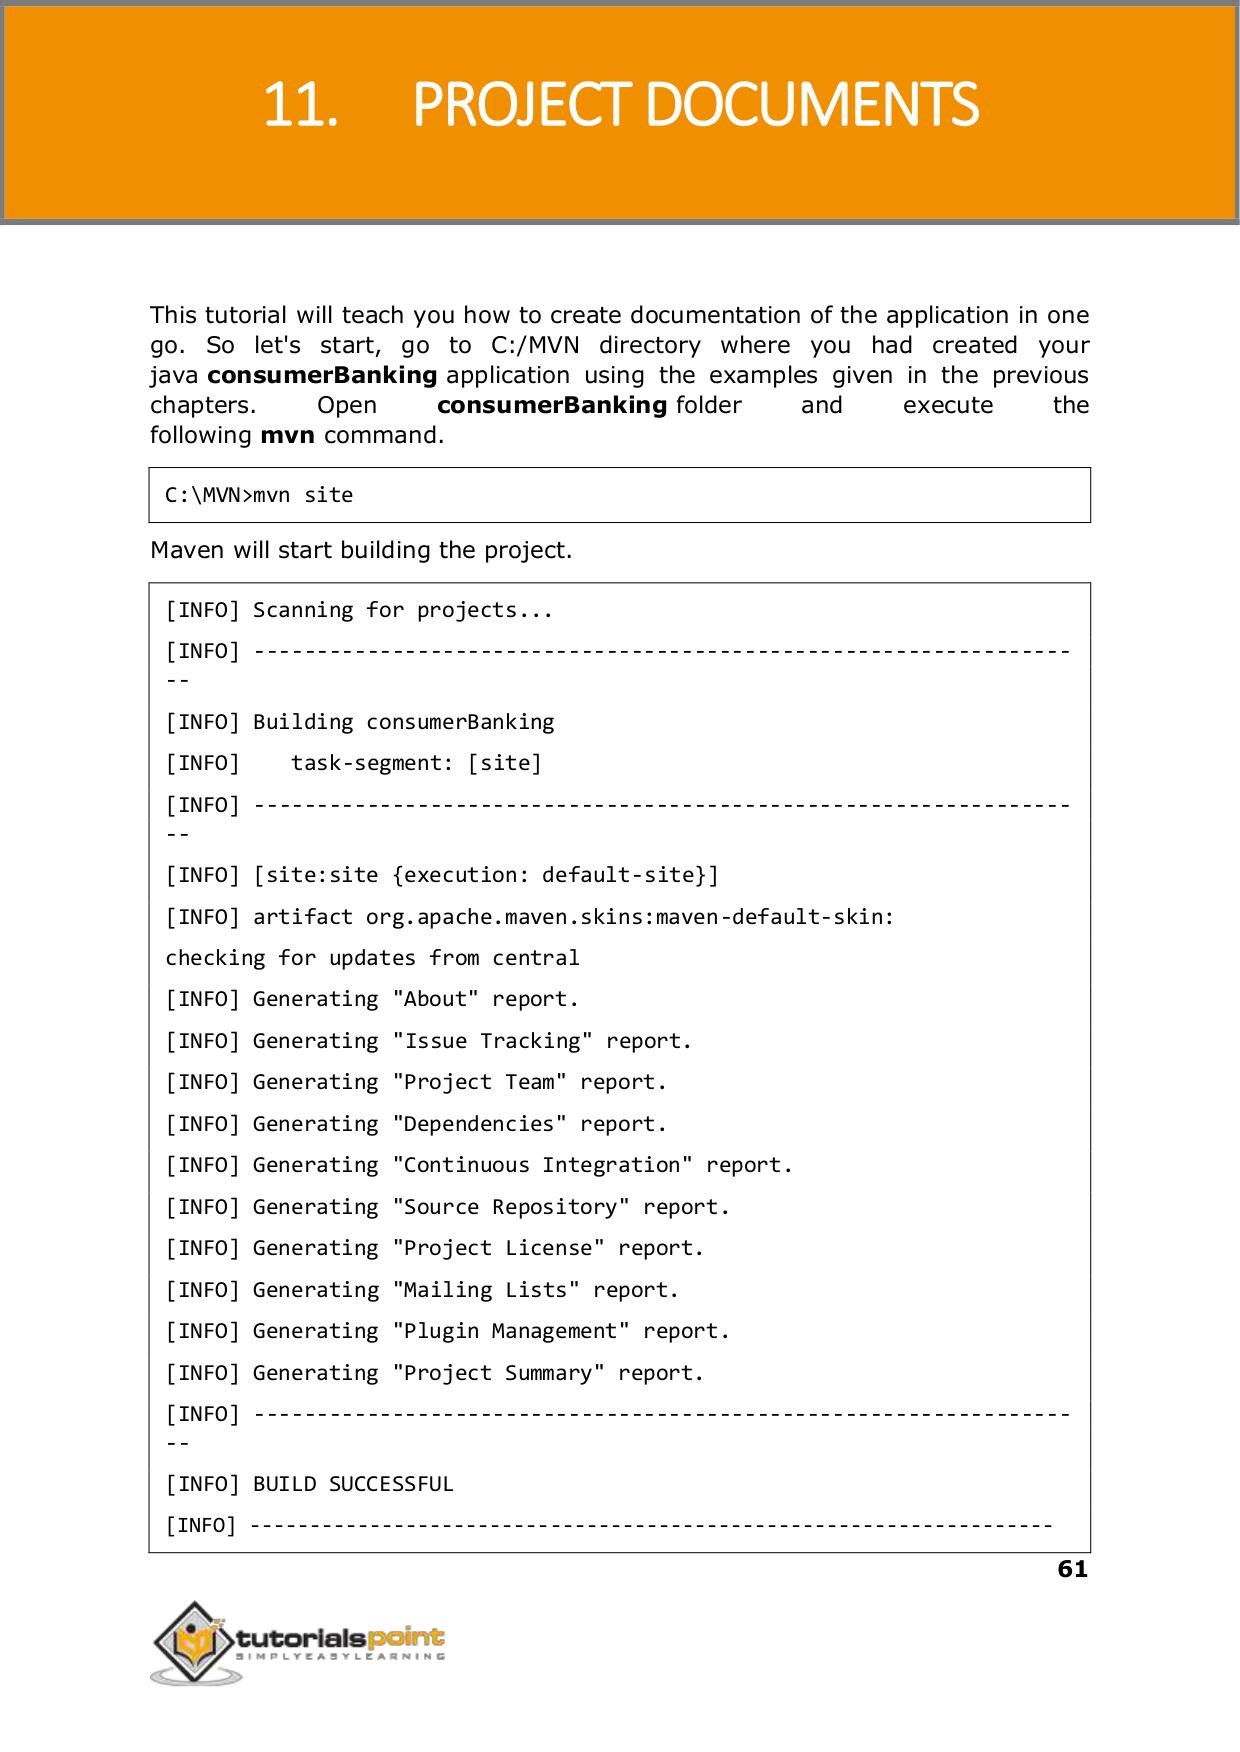 11. PROJECT DOCUMENTS
This tutorial will teach you how to create documentation of the application in one
go. So let's start, go to C:/MVN directory where you had created your
java consumerBanking application using the examples given in the previous
chapters. Open consumerBanking folder and execute the
following mvn command.
C:\MVN>mvn site
Maven will start building the project.
[INFO] Scanning for projects...
[INFO] -----------------------------------------------------------------
--
[INFO] Building consumerBanking
[INFO]    task-segment: [site]
[INFO] -----------------------------------------------------------------
--
[INFO] [site:site {execution: default-site}]
[INFO] artifact org.apache.maven.skins:maven-default-skin:
checking for updates from central
[INFO] Generating "About" report.
[INFO] Generating "Issue Tracking" report.
[INFO] Generating "Project Team" report.
[INFO] Generating "Dependencies" report.
[INFO] Generating "Continuous Integration" report.
[INFO] Generating "Source Repository" report.
[INFO] Generating "Project License" report.
[INFO] Generating "Mailing Lists" report.
[INFO] Generating "Plugin Management" report.
[INFO] Generating "Project Summary" report.
[INFO] -----------------------------------------------------------------
--
[INFO] BUILD SUCCESSFUL
[INFO] -------------------------------------------------------------------
61
tutorialspoint
SIMPLYEASYLEARNING